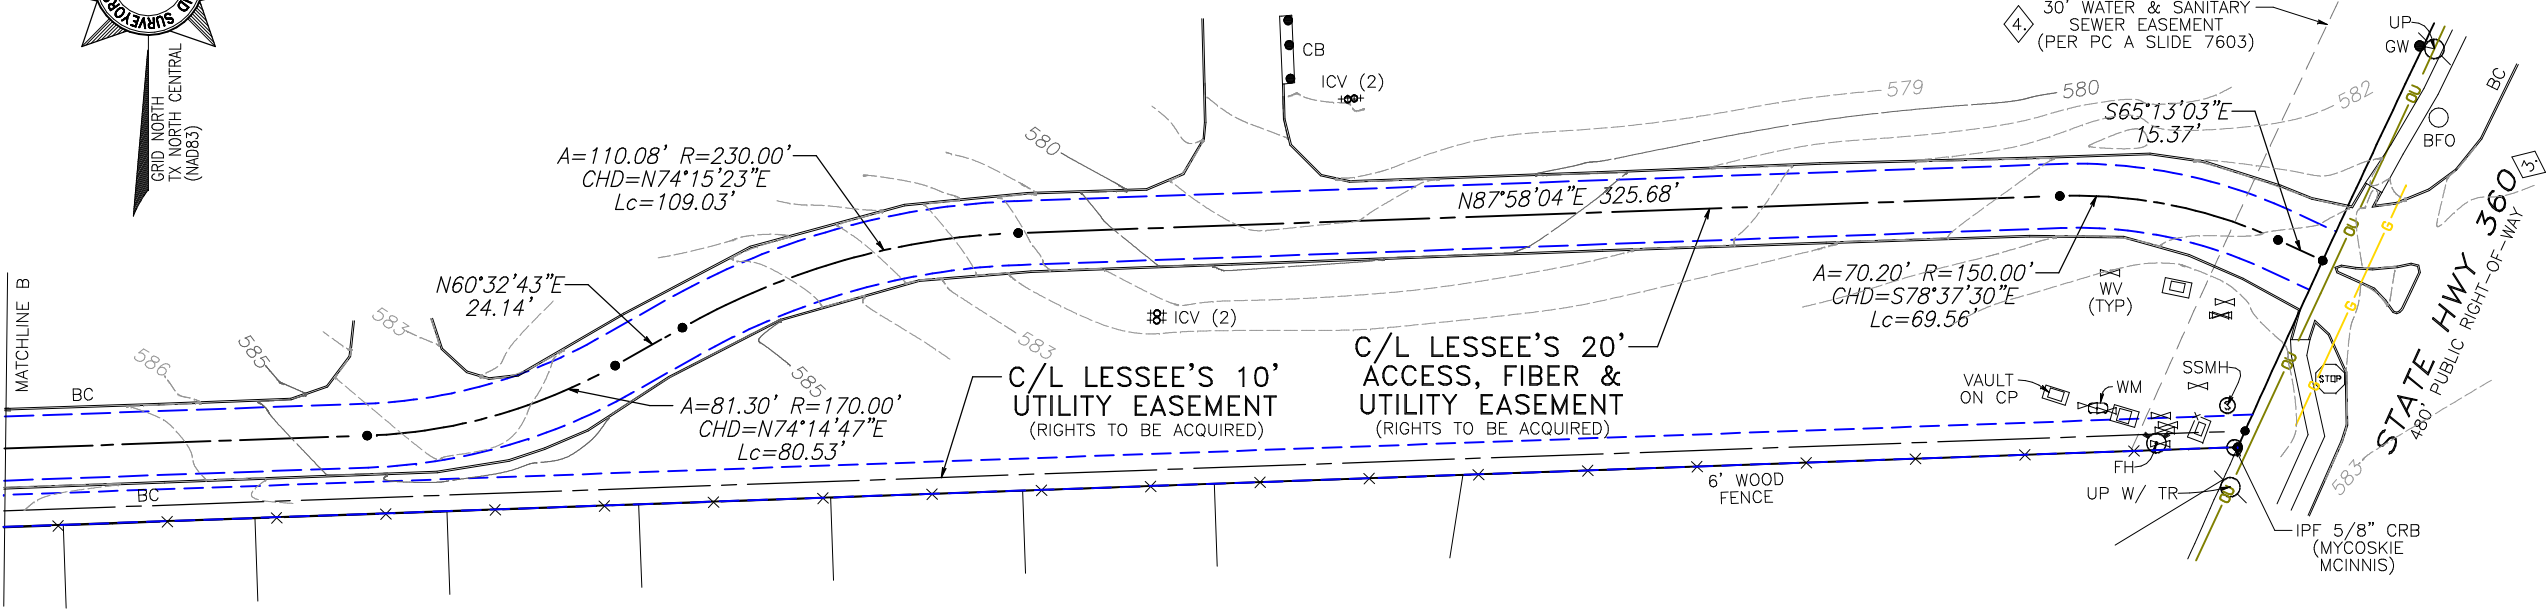 ND SURVEYORS
GRID NORTH
TX NORTH CENTRAL
(NAD83)
MATCHLINE B
BC
BC
586
585
583
N60°32'43"E
24.14'
A=110.08' R=230.00'
CHD=N74°15'23"E
Lc=109.03'
A=81.30' R=170.00'
CHD=N74°14'47"E
Lc=80.53'
585
580
583
CB
ICV (2)
ICV (2)
C/L LESSEE'S 10'
UTILITY EASEMENT
(RIGHTS TO BE ACQUIRED)
C/L LESSEE'S 20'
ACCESS, FIBER &
UTILITY EASEMENT
(RIGHTS TO BE ACQUIRED)
N87°58'04"E 325.68'
6' WOOD
FENCE
579
580
582
4.
30' WATER & SANITARY
SEWER EASEMENT
(PER PC A SLIDE 7603)
S65°13'03"E
15.37'
A=70.20' R=150.00'
CHD=S78°37'30"E
Lc=69.56'
WV
(TYP)
VAULT
ON CP
WM
SSMH
S
FH
UP W/ TR
IPF 5/8" CRB
(MYCOSKIE
MCINNIS)
UP
GW
BC
BFO
OU
OU
OU
OU
G
G
G
STOP
STATE HWY 360
3.
480' PUBLIC RIGHT-OF-WAY
583